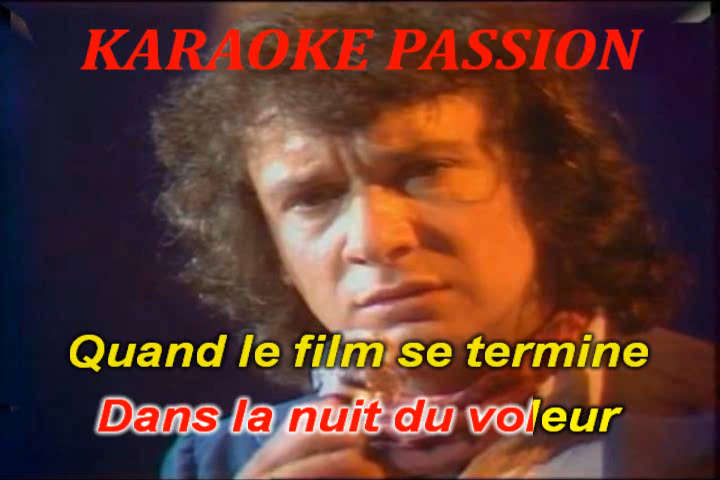 KARAOKE PASSION
Quand le film se termine
Dans la nuit du voleur